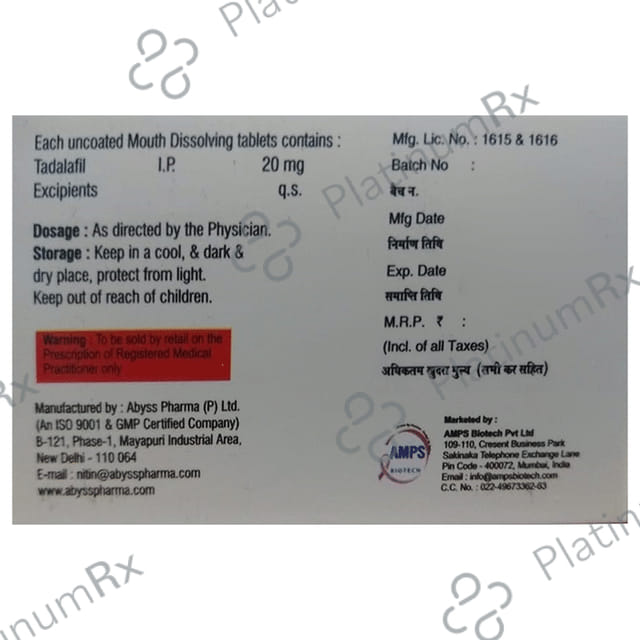 Each uncoated Mouth Dissolving tablets contains :
Tadalafil I.P. 20 mg
Excipients q.s.
Dosage : As directed by the Physician.
Storage : Keep in a cool, & dark &
dry place, protect from light.
Keep out of reach of children.
Warning : To be sold by retail on the
Prescription of Registered Medical
Practitioner only
Manufactured by : Abyss Pharma (P) Ltd.
(An ISO 9001 & GMP Certified Company)
B-121, Phase-1, Mayapuri Industrial Area,
New Delhi - 110 064
E-mail : nitin@abysspharma.com
www.abysspharma.com
Mfg. Lic. No. : 1615 & 1616
Batch No :
बैच न.
Mfg Date
निर्माण तिथि
Exp. Date
समाप्ति तिथि
M.R.P. ₹ :
(Incl. of all Taxes)
अधिकतम खुदरा मुल्य (सभी कर सहित)
Marketed by :
AMPS Biotech Pvt Ltd
109-110, Cresent Business Park
Sakinaka Telephone Exchange Lane
Pin Code - 400072, Mumbai, India
Email : info@ampsbiotech.com
C.C. No. : 022-49673362-63
AMPS
BIOTECH
PlatinumRx
PlatinumRx
PlatinumRx
PlatinumRx
PlatinumRx